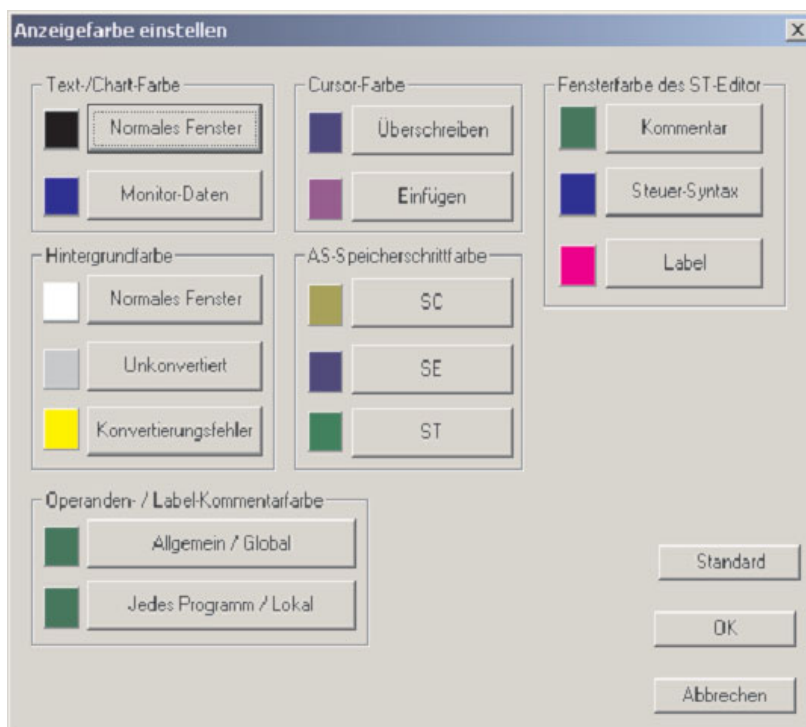 Anzeigefarbe einstellen
Text-/Chart-Farbe
Normales Fenster
Monitor-Daten
Cursor-Farbe
Überschreiben
Einfügen
Fensterfarbe des ST-Editor
Kommentar
Steuer-Syntax
Label
Hintergrundfarbe
Normales Fenster
Unkonvertiert
Konvertierungsfehler
AS-Speicherschrittfarbe
SC
SE
ST
Operanden- / Label-Kommentarfarbe
Allgemein / Global
Jedes Programm / Lokal
Standard
OK
Abbrechen